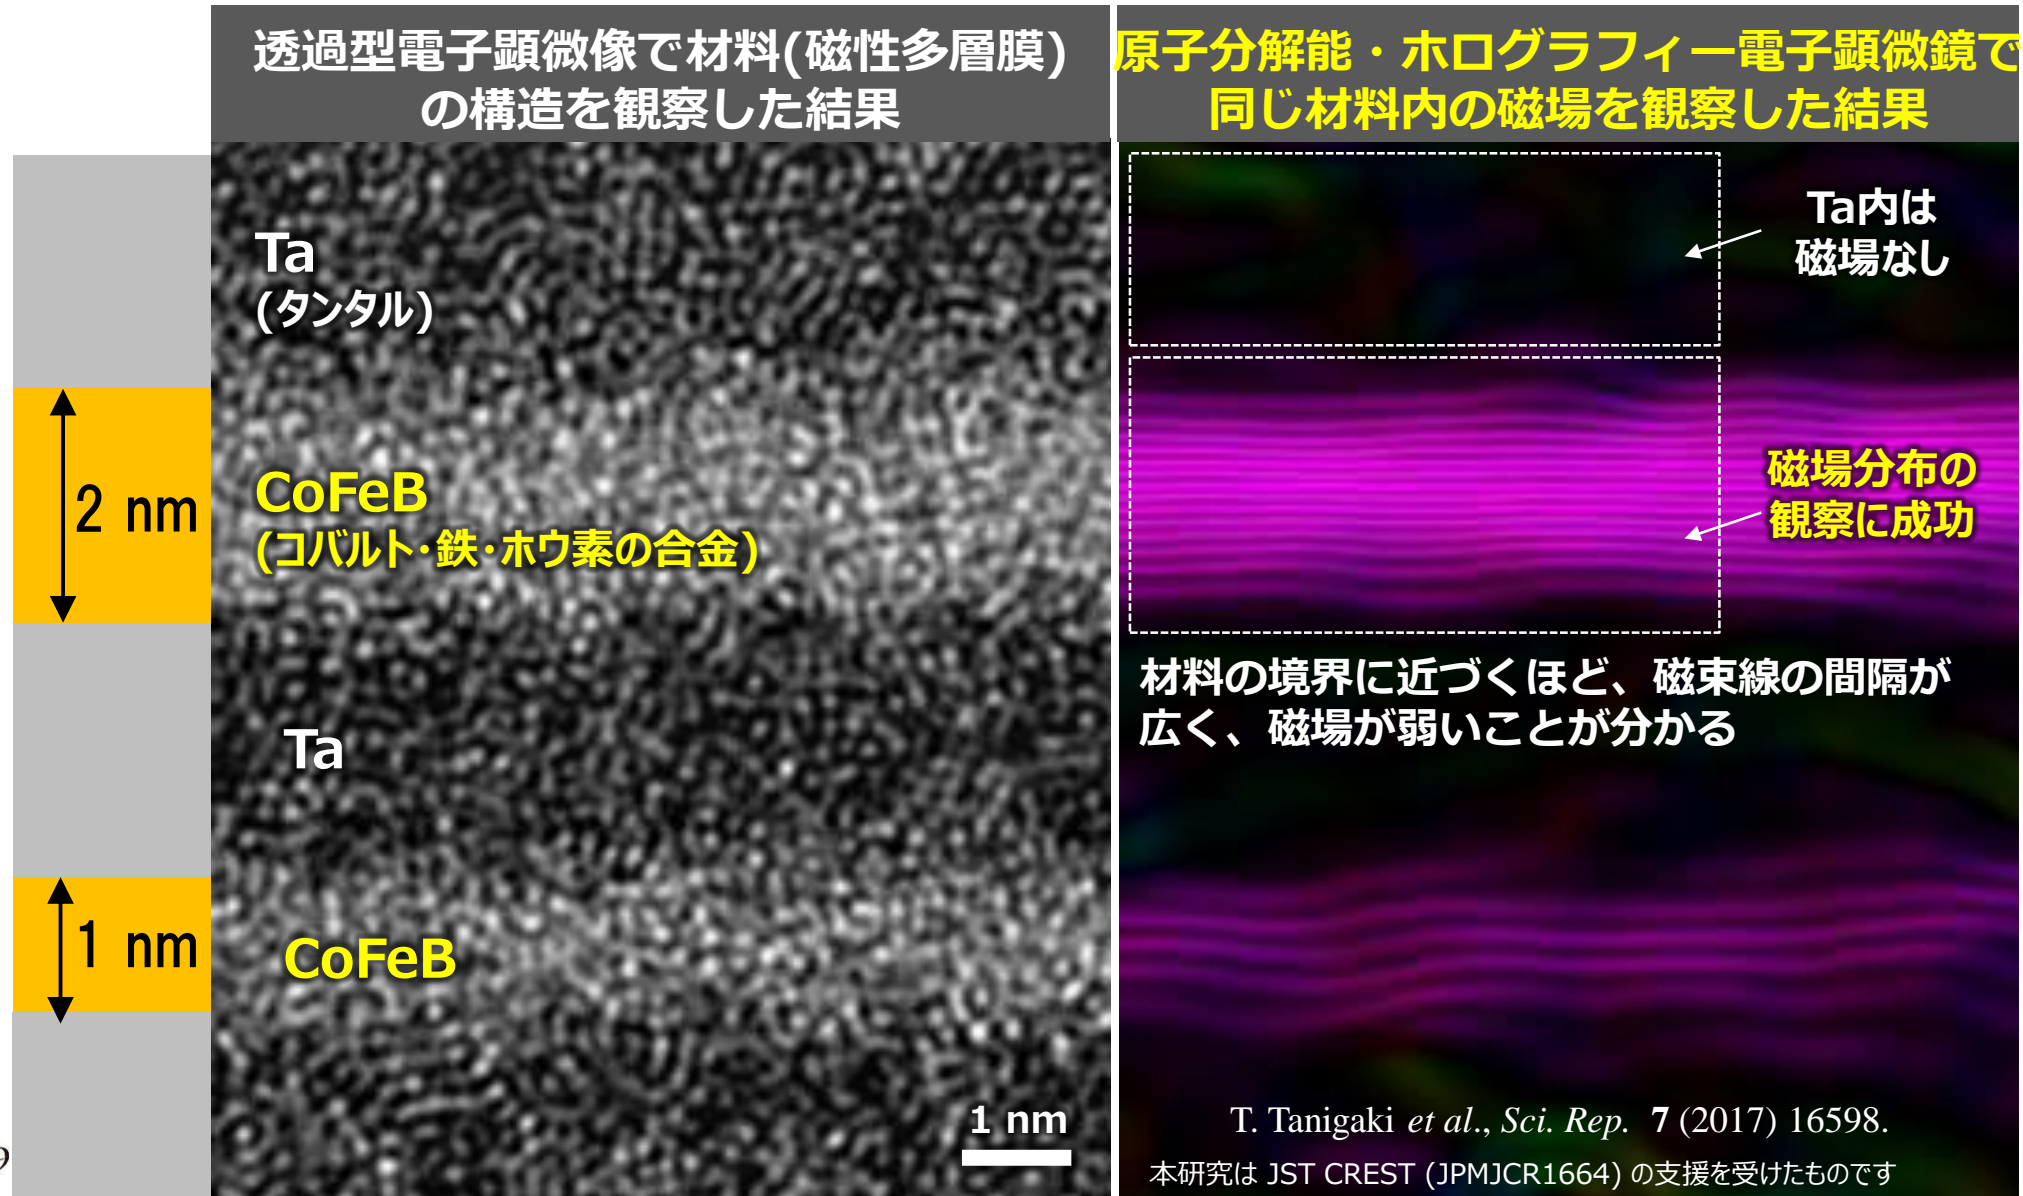 透過型電子顕微像で材料(磁性多層膜)
の構造を観察した結果
原子分解能・ホログラフィー電子顕微鏡で
同じ材料内の磁場を観察した結果
Ta
(タンタル)
Ta内は
磁場なし
2 nm
CoFeB
(コバルト・鉄・ホウ素の合金)
磁場分布の
観察に成功
材料の境界に近づくほど、磁束線の間隔が
広く、磁場が弱いことが分かる
Ta
1 nm
CoFeB
1 nm
T. Tanigaki et al., Sci. Rep. 7 (2017) 16598.
本研究は JST CREST (JPMJCR1664) の支援を受けたものです
9